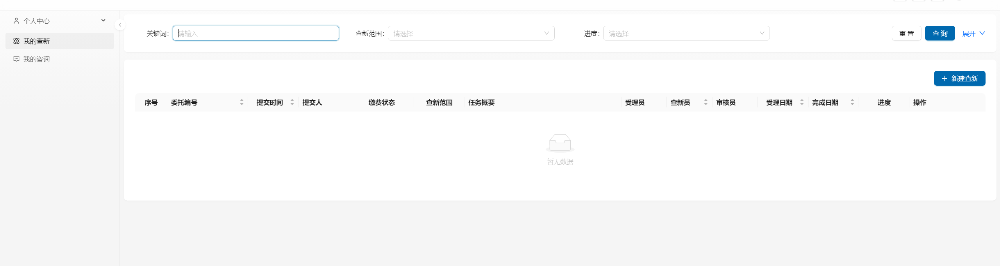 个人中心
我的查新
我的咨询
关键词： 请输入 查新范围： 请选择 进度： 请选择 重置 查询 展开
新建查新
序号 委托编号 提交时间 提交人 缴费状态 查新范围 任务概要 受理员 查新员 审核员 受理日期 完成日期 进度 操作
暂无数据